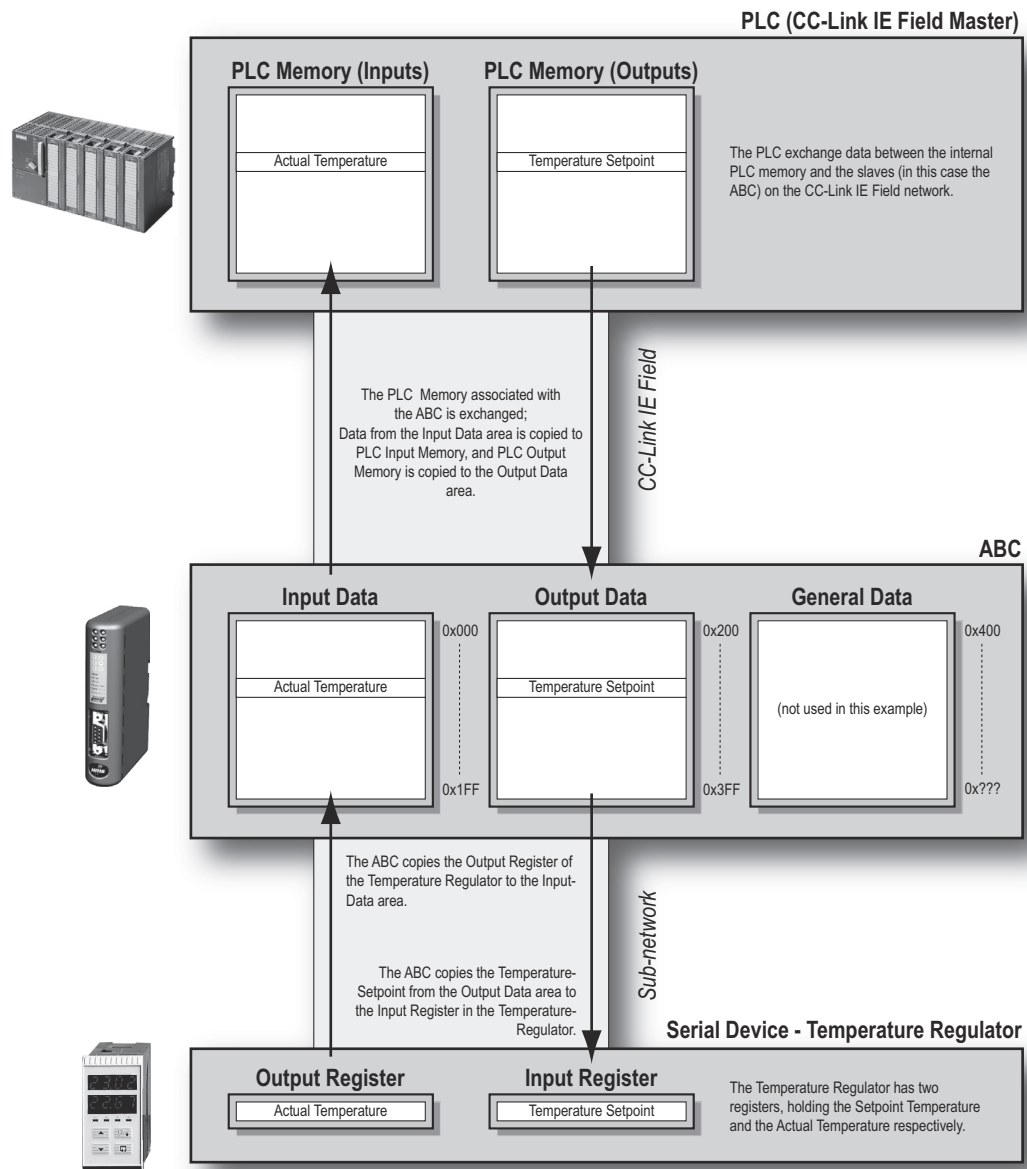 PLC (CC-Link IE Field Master)
PLC Memory (Inputs)
PLC Memory (Outputs)
Actual Temperature
Temperature Setpoint
The PLC exchange data between the internal
PLC memory and the slaves (in this case the
ABC) on the CC-Link IE Field network.
The PLC Memory associated with
the ABC is exchanged;
Data from the Input Data area is copied to
PLC Input Memory, and PLC Output
Memory is copied to the Output Data
area.
CC-Link IE Field
ABC
Input Data
Output Data
General Data
0x000
0x200
0x400
Actual Temperature
Temperature Setpoint
(not used in this example)
0x1FF
0x3FF
0x???
The ABC copies the Output Register of
the Temperature Regulator to the Input-
Data area.
The ABC copies the Temperature-
Setpoint from the Output Data area to
the Input Register in the Temperature-
Regulator.
Sub-network
Serial Device - Temperature Regulator
Output Register
Input Register
Actual Temperature
Temperature Setpoint
The Temperature Regulator has two
registers, holding the Setpoint Temperature
and the Actual Temperature respectively.